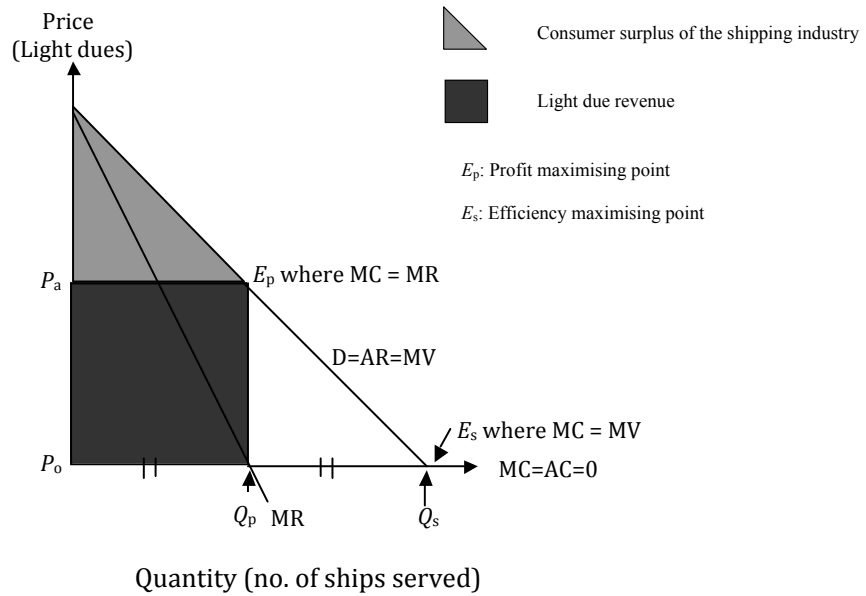 Price
(Light dues)
Consumer surplus of the shipping industry
Light due revenue
Ep: Profit maximising point
Es: Efficiency maximising point
Pa
Ep where MC = MR
D=AR=MV
Es where MC = MV
Po
MC=AC=0
Qp
MR
Qs
Quantity (no. of ships served)